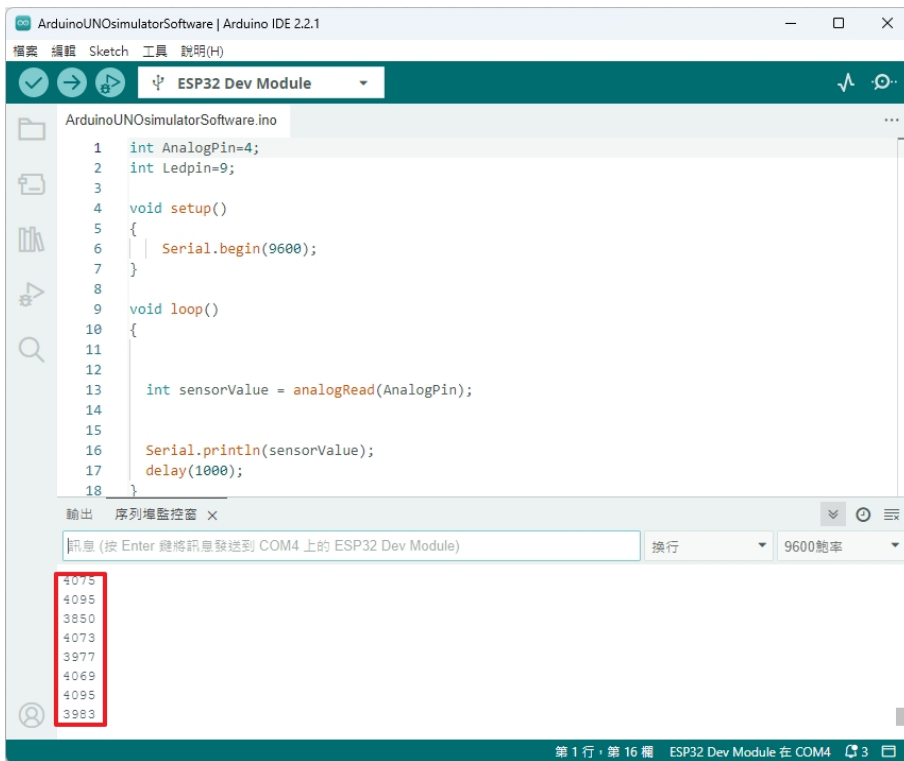 ArduinoUNOsimulatorSoftware | Arduino IDE 2.2.1
檔案 編輯 Sketch 工具 說明(H)
ESP32 Dev Module
ArduinoUNOsimulatorSoftware.ino
1 int AnalogPin=4;
2 int Ledpin=9;
3
4 void setup()
5 {
6 Serial.begin(9600);
7 }
8
9 void loop()
10 {
11
12
13 int sensorValue = analogRead(AnalogPin);
14
15
16 Serial.println(sensorValue);
17 delay(1000);
18 }
輸出 序列埠監控窗
訊息 (按 Enter 鍵將訊息發送到 COM4 上的 ESP32 Dev Module) 換行 9600鮑率
4075
4095
3850
4073
3977
4069
4095
3983
第 1 行,第 16 欄 ESP32 Dev Module 在 COM4 3